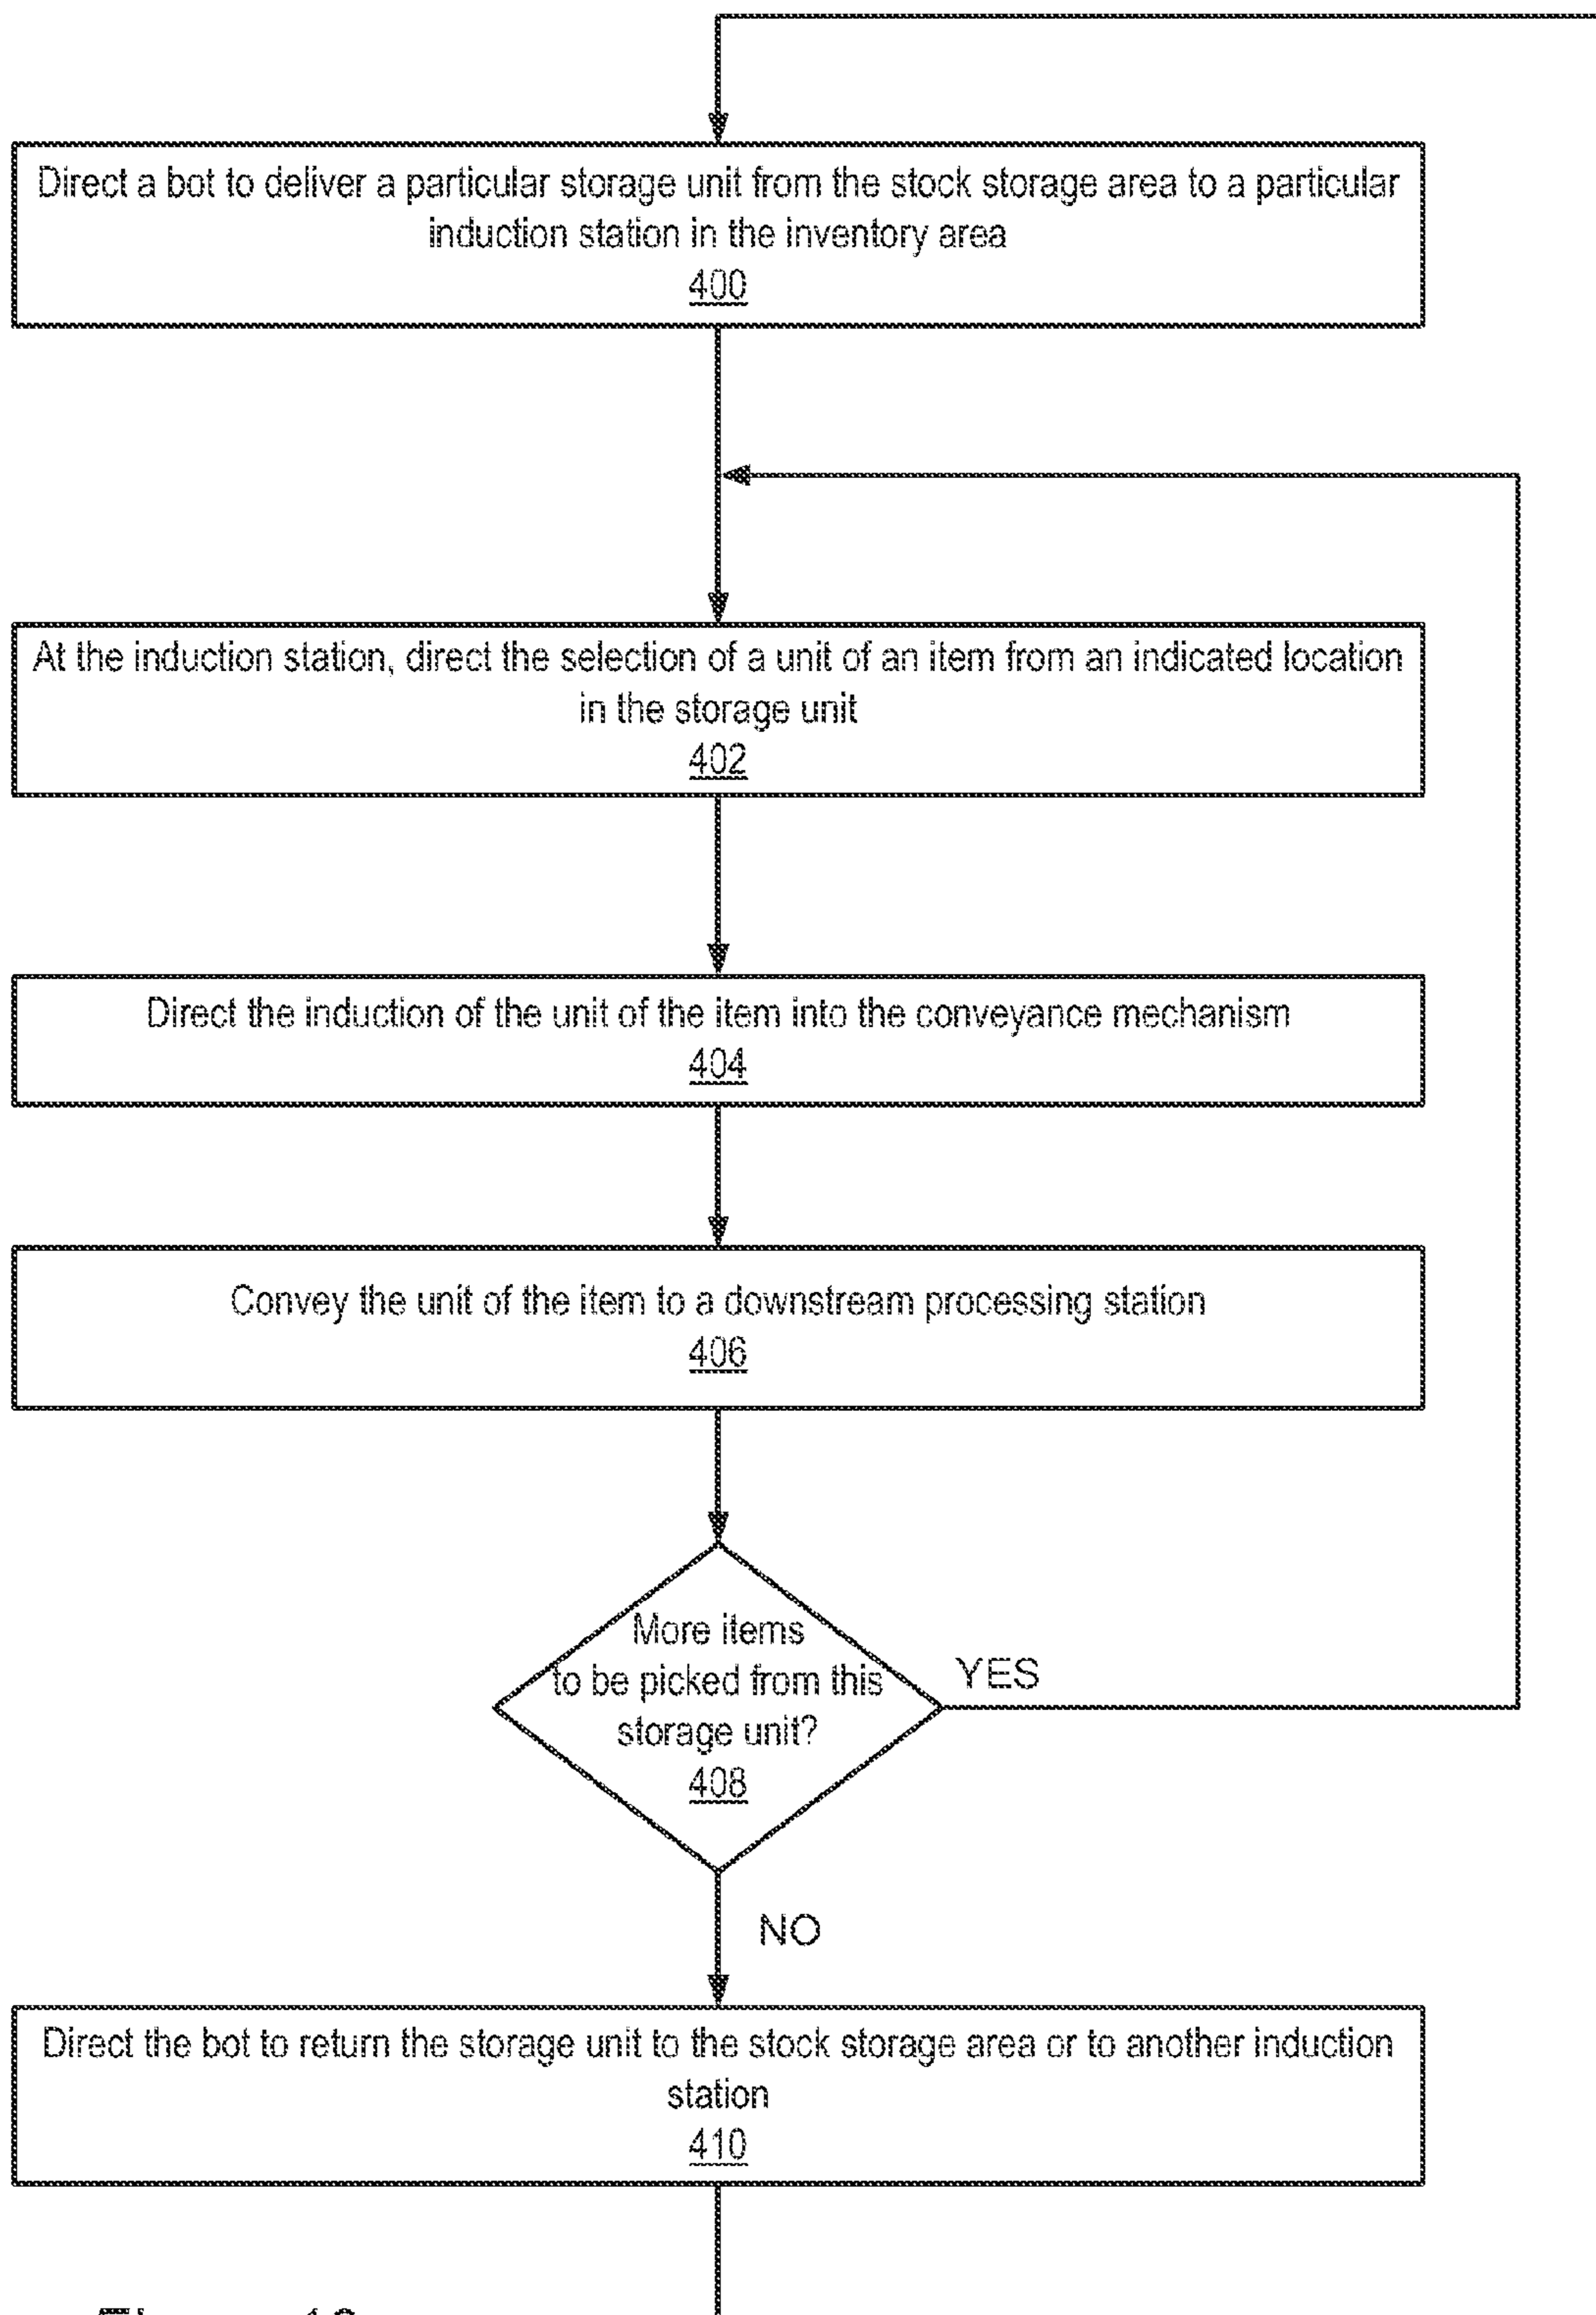 Direct a bot to deliver a particular storage unit from the stock storage area to a particular
induction station in the inventory area
400
At the induction station, direct the selection of a unit of an item from an indicated location
in the storage unit
402
Direct the induction of the unit of the item into the conveyance mechanism
404
Convey the unit of the item to a downstream processing station
406
More items
to be picked from this
storage unit?
408
YES
NO
Direct the bot to return the storage unit to the stock storage area or to another induction
station
410